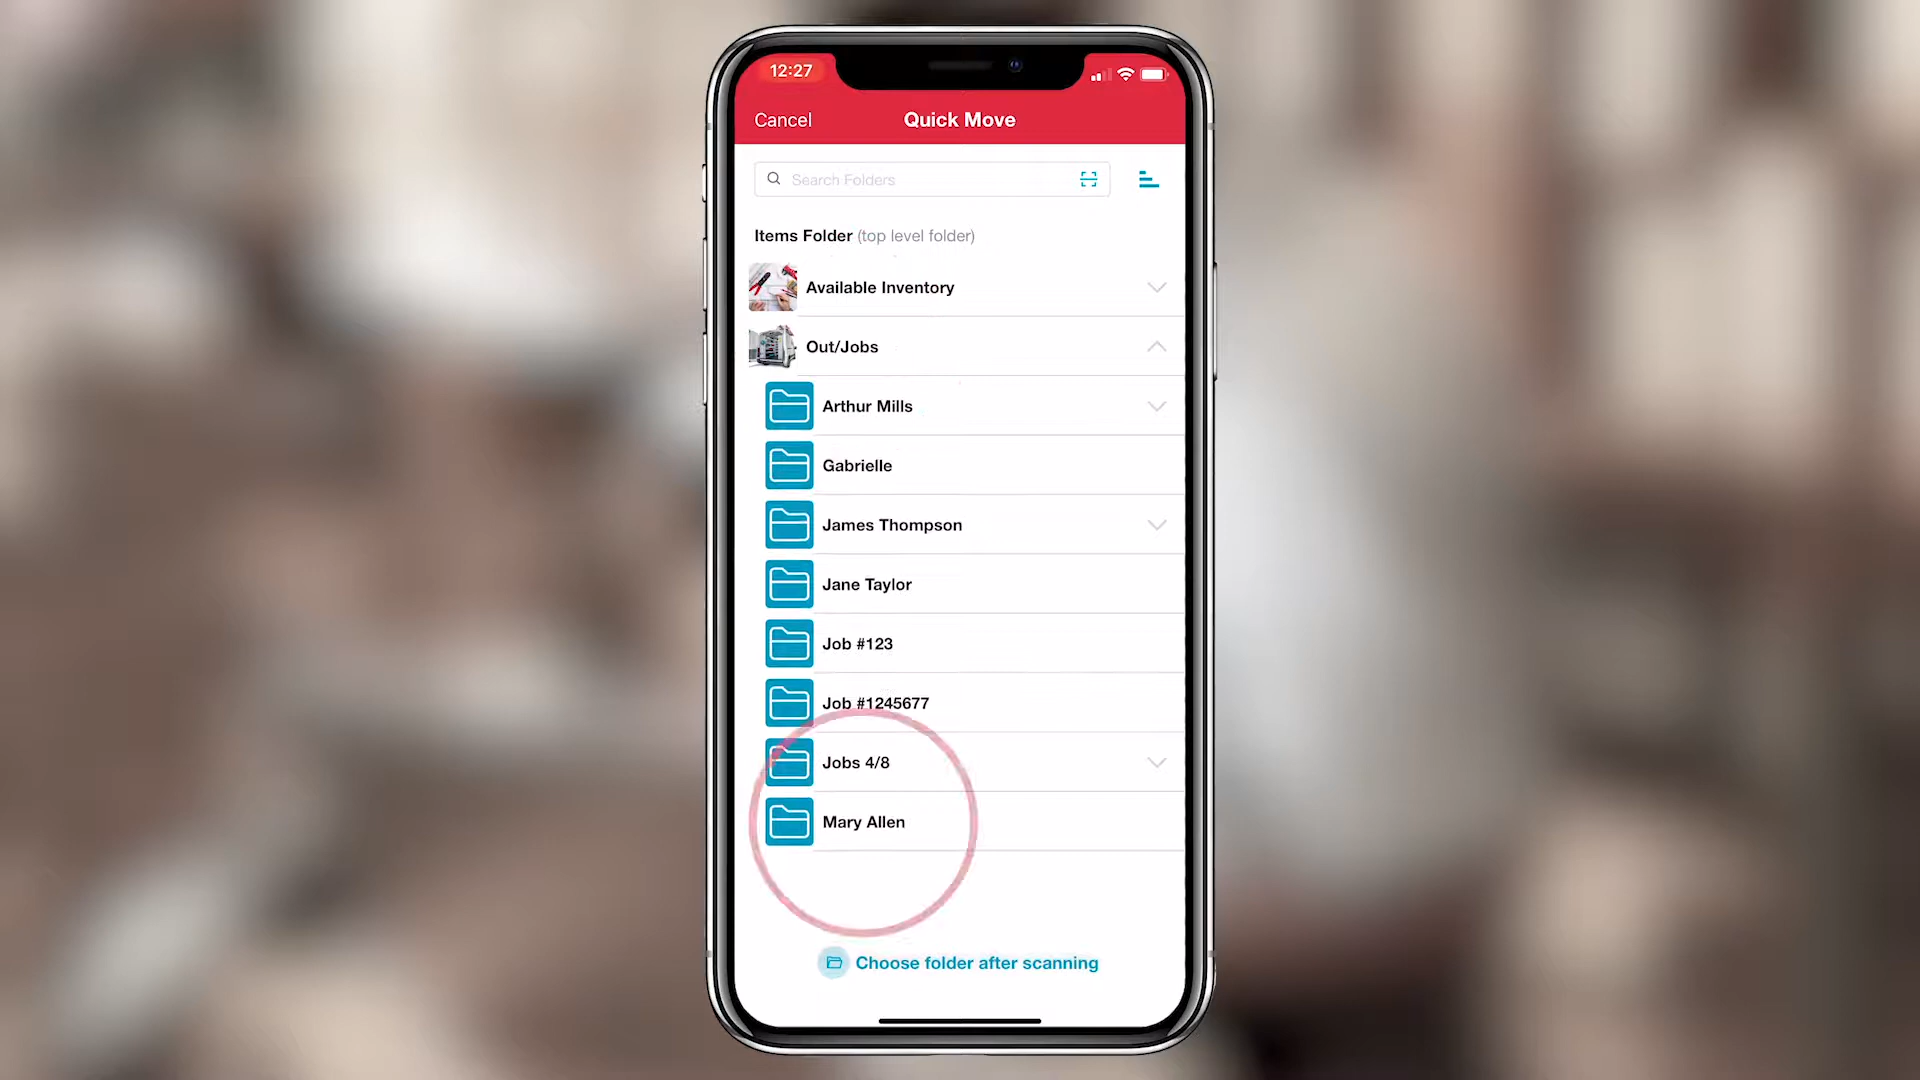 12:27
Cancel
Quick Move
Search Folders
Items Folder (top level folder)
Available Inventory
Out/Jobs
Arthur Mills
Gabrielle
James Thompson
Jane Taylor
Job #123
Job #1245677
Jobs 4/8
Mary Allen
Choose folder after scanning